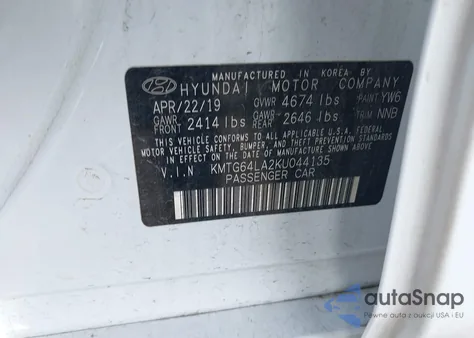 MANUFACTURED IN KOREA BY
HYUNDAI MOTOR COMPANY
APR/22/19 GVWR 4674 lbs PAINT YW6
GAWR FRONT 2414 lbs GAWR REAR 2646 lbs TRIM NNB
THIS VEHICLE CONFORMS TO ALL APPLICABLE U.S.A. FEDERAL
MOTOR VEHICLE SAFETY, BUMPER, AND THEFT PREVENTION
STANDARDS IN EFFECT ON THE DATE OF MANUFACTURE SHOWN ABOVE.
V.I.N KMTG64LA2KU044135
PASSENGER CAR
autoSnap
Pewne auto z aukcji USA i EU